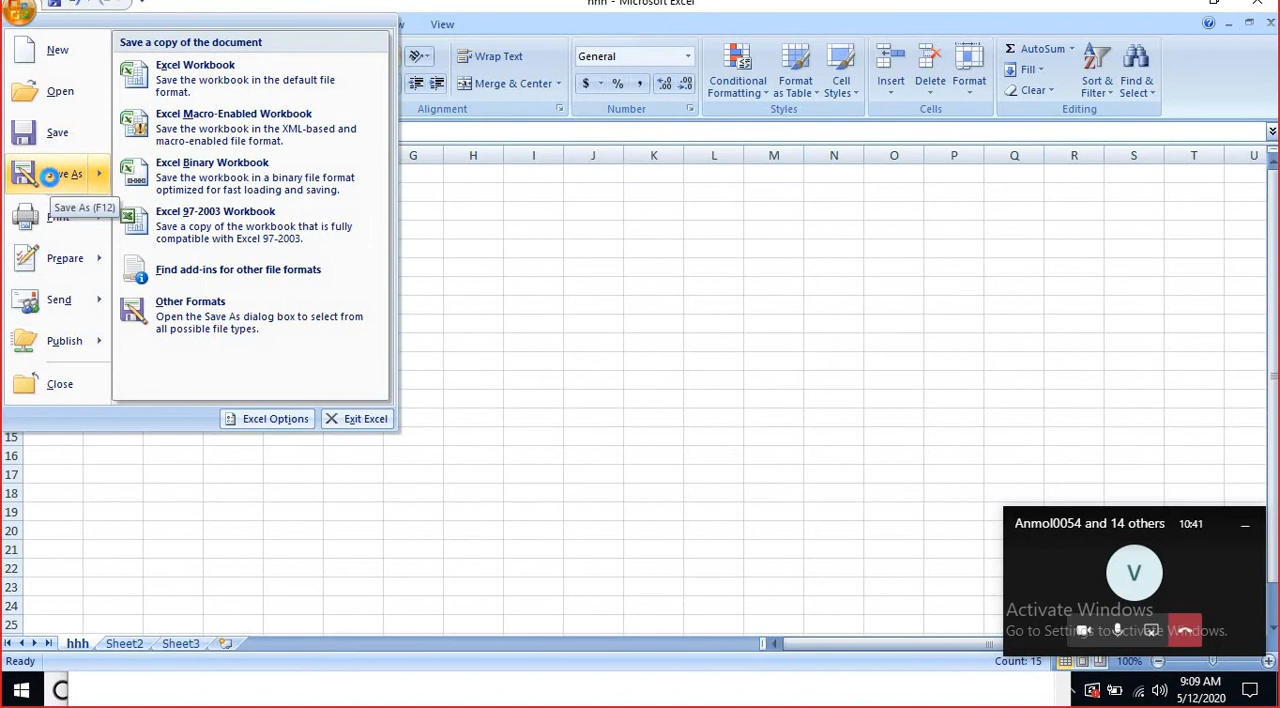 hhh - Microsoft Excel
View
New
Open
Save
Save As
Save As (F12)
Print
Prepare
Send
Publish
Close
Save a copy of the document
Excel Workbook
Save the workbook in the default file
format.
Excel Macro-Enabled Workbook
Save the workbook in the XML-based and
macro-enabled file format.
Excel Binary Workbook
Save the workbook in a binary file format
optimized for fast loading and saving.
Excel 97-2003 Workbook
Save a copy of the workbook that is fully
compatible with Excel 97-2003.
Find add-ins for other file formats
Other Formats
Open the Save As dialog box to select from
all possible file types.
Excel Options
Exit Excel
Wrap Text
Merge & Center
Alignment
General
$ % ,
Number
Conditional
Formatting
Format
as Table
Cell
Styles
Styles
Insert
Delete
Format
Cells
AutoSum
Fill
Clear
Sort &
Filter
Find &
Select
Editing
G H I J K L M N O P Q R S T U
15
16
17
18
19
20
21
22
23
24
25
hhh Sheet2 Sheet3
Ready
Count: 15
100%
Anmol0054 and 14 others 10:41
V
Activate Windows
Go to Settings to activate Windows.
9:09 AM
5/12/2020